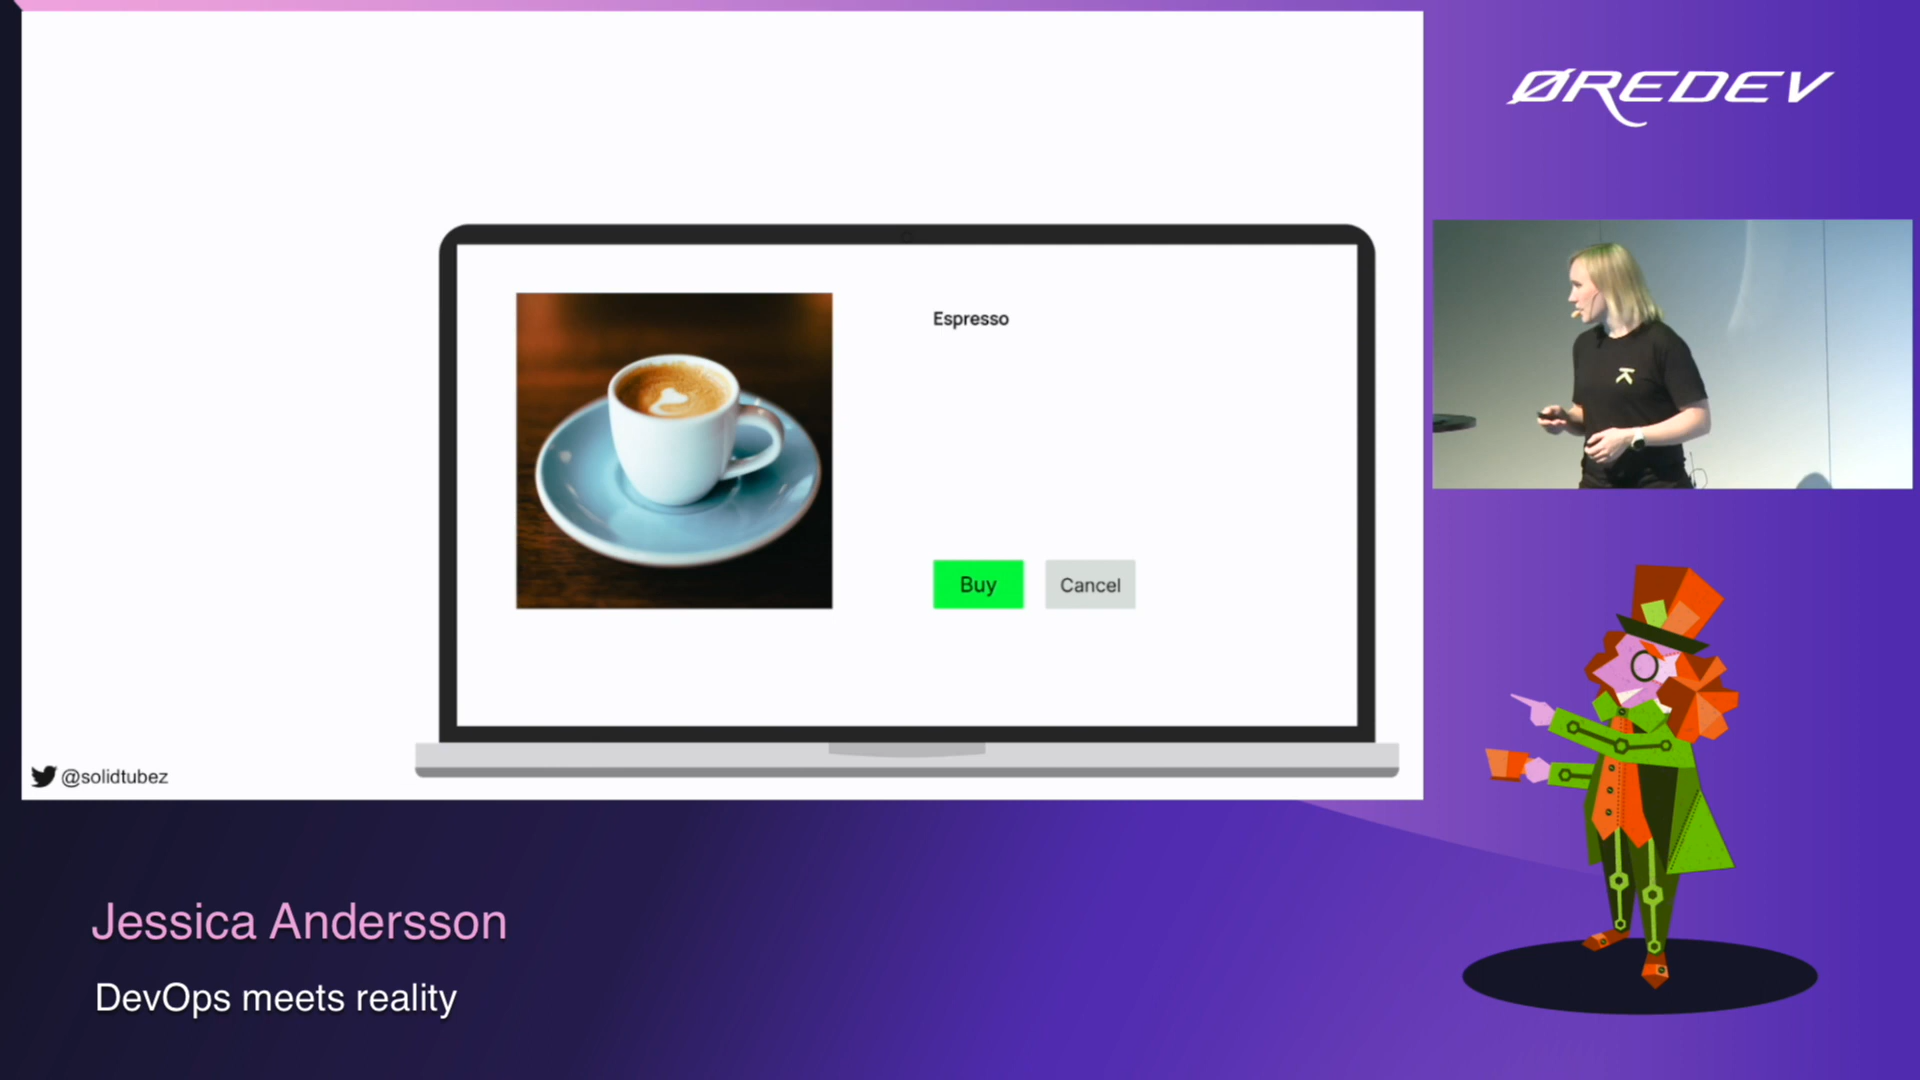 ØREDEV
Espresso
Buy
Cancel
@solidtubez
Jessica Andersson
DevOps meets reality